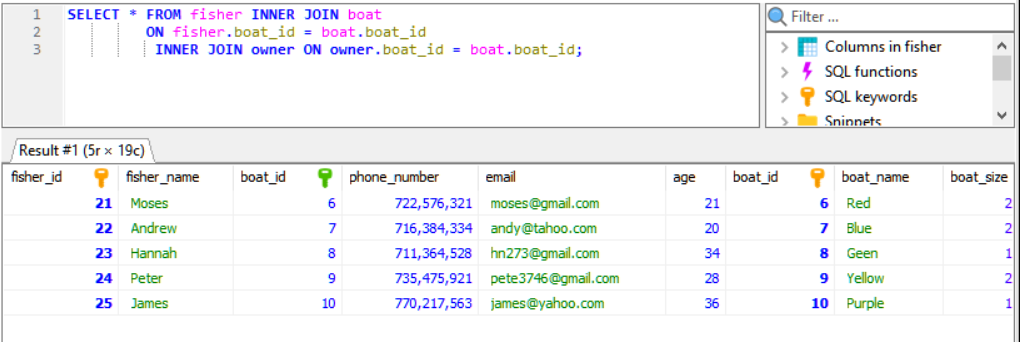 1 SELECT * FROM fisher INNER JOIN boat
2 ON fisher.boat_id = boat.boat_id
3 INNER JOIN owner ON owner.boat_id = boat.boat_id;
Filter ...
Columns in fisher
SQL functions
SQL keywords
Snippets
Result #1 (5r × 19c)
fisher_id fisher_name boat_id phone_number email age boat_id boat_name boat_size
21 Moses 6 722,576,321 moses@gmail.com 21 6 Red 2
22 Andrew 7 716,384,334 andy@tahoo.com 20 7 Blue 2
23 Hannah 8 711,364,528 hn273@gmail.com 34 8 Geen 1
24 Peter 9 735,475,921 pete3746@gmail.com 28 9 Yellow 2
25 James 10 770,217,563 james@yahoo.com 36 10 Purple 1